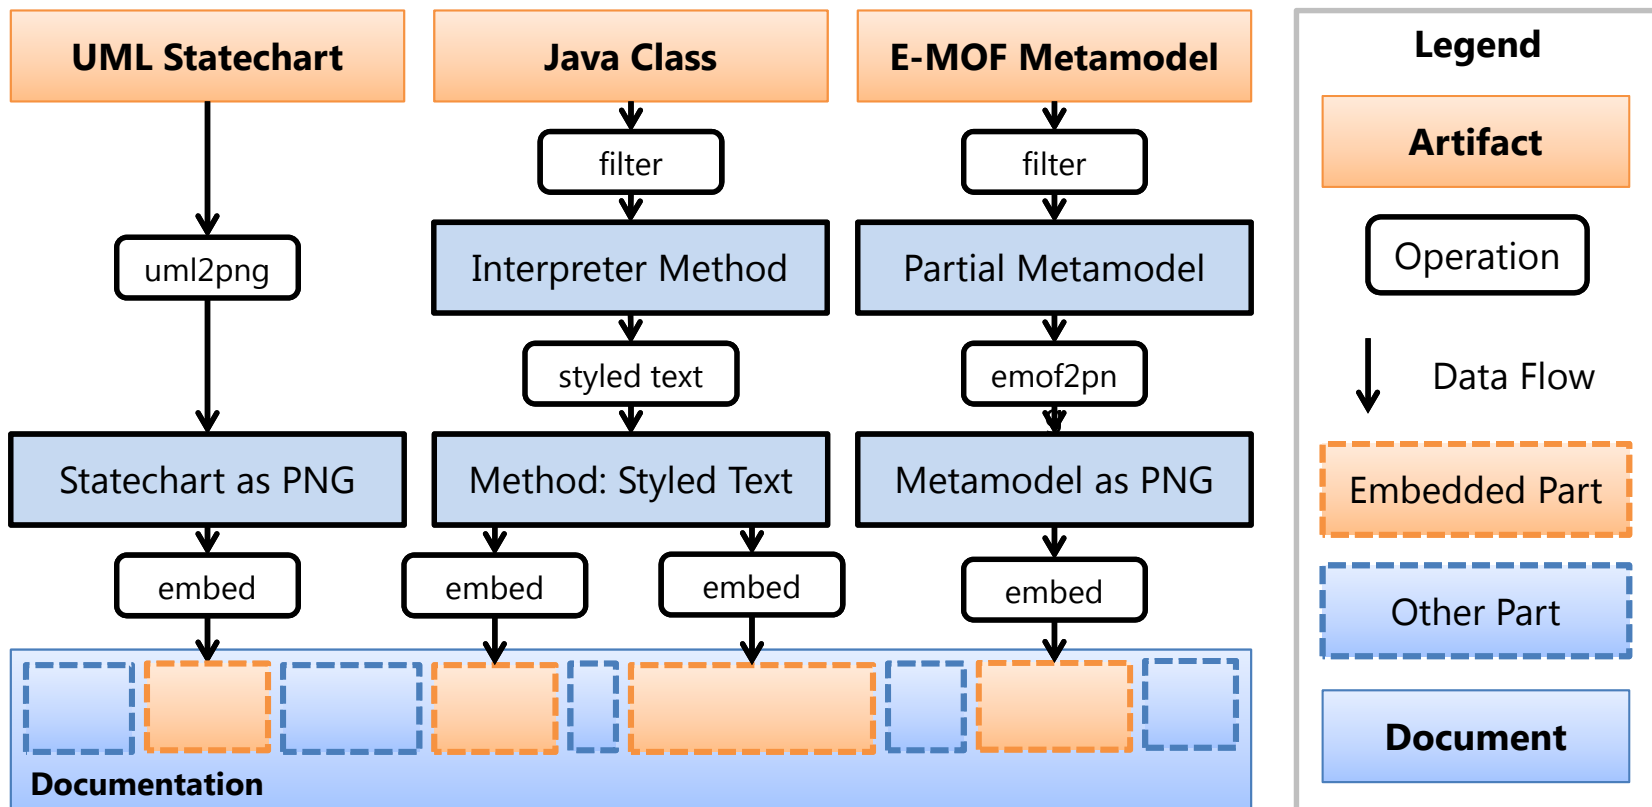 UML Statechart
Java Class
E-MOF Metamodel
filter
filter
uml2png
Interpreter Method
Partial Metamodel
styled text
emof2pn
g
Statechart as PNG
Method: Styled Text
Metamodel as PNG
embed
embed
embed
embed
Documentation
Legend
Artifact
Operation
Data Flow
Embedded Part
Other Part
Document